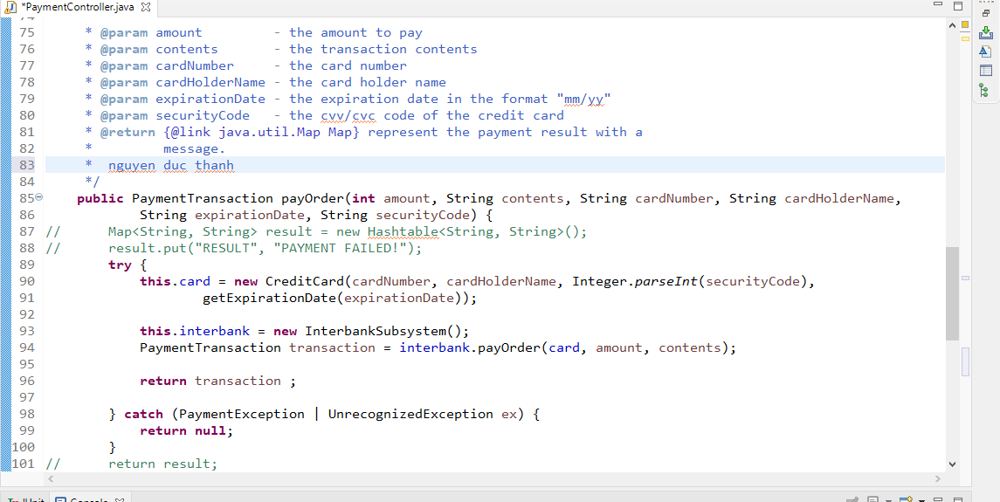 *PaymentController.java
75 * @param amount - the amount to pay
76 * @param contents - the transaction contents
77 * @param cardNumber - the card number
78 * @param cardHolderName - the card holder name
79 * @param expirationDate - the expiration date in the format "mm/yy"
80 * @param securityCode - the cvv/cvc code of the credit card
81 * @return {@link java.util.Map Map} represent the payment result with a
82 * message.
83 * nguyen duc thanh
84 */
85 public PaymentTransaction payOrder(int amount, String contents, String cardNumber, String cardHolderName,
86 String expirationDate, String securityCode) {
87 // Map<String, String> result = new Hashtable<String, String>();
88 // result.put("RESULT", "PAYMENT FAILED!");
89 try {
90 this.card = new CreditCard(cardNumber, cardHolderName, Integer.parseInt(securityCode),
91 getExpirationDate(expirationDate));
92
93 this.interbank = new InterbankSubsystem();
94 PaymentTransaction transaction = interbank.payOrder(card, amount, contents);
95
96 return transaction ;
97
98 } catch (PaymentException | UnrecognizedException ex) {
99 return null;
100 }
101 // return result;